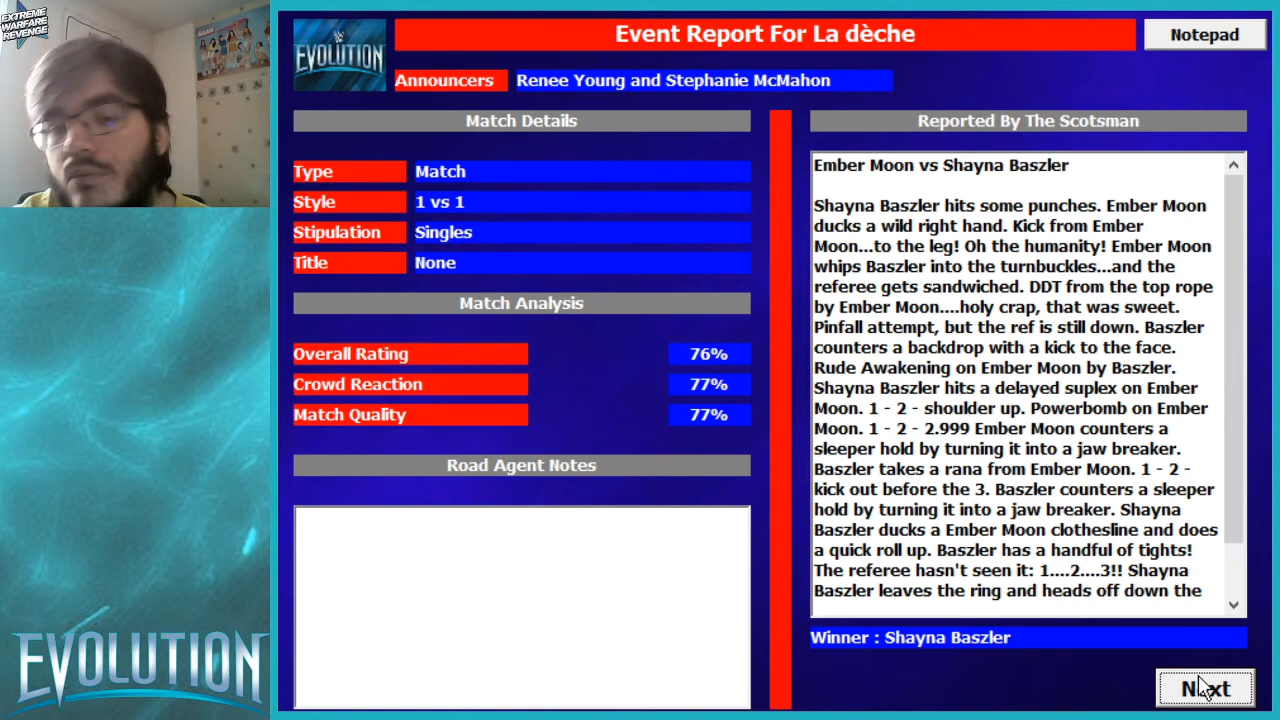 EXTREME
WARFARE
REVENGE
W
EVOLUTION
Event Report For La dèche
Notepad
Announcers
Renee Young and Stephanie McMahon
Match Details
Type
Match
Style
1 vs 1
Stipulation
Singles
Title
None
Match Analysis
Overall Rating
76%
Crowd Reaction
77%
Match Quality
77%
Road Agent Notes
Reported By The Scotsman
Ember Moon vs Shayna Baszler
Shayna Baszler hits some punches. Ember Moon
ducks a wild right hand. Kick from Ember
Moon...to the leg! Oh the humanity! Ember Moon
whips Baszler into the turnbuckles...and the
referee gets sandwiched. DDT from the top rope
by Ember Moon....holy crap, that was sweet.
Pinfall attempt, but the ref is still down. Baszler
counters a backdrop with a kick to the face.
Rude Awakening on Ember Moon by Baszler.
Shayna Baszler hits a delayed suplex on Ember
Moon. 1 - 2 - shoulder up. Powerbomb on Ember
Moon. 1 - 2 - 2.999 Ember Moon counters a
sleeper hold by turning it into a jaw breaker.
Baszler takes a rana from Ember Moon. 1 - 2 -
kick out before the 3. Baszler counters a sleeper
hold by turning it into a jaw breaker. Shayna
Baszler ducks a Ember Moon clothesline and does
a quick roll up. Baszler has a handful of tights!
The referee hasn't seen it: 1....2....3!! Shayna
Baszler leaves the ring and heads off down the
Winner : Shayna Baszler
Next
EVOLUTION